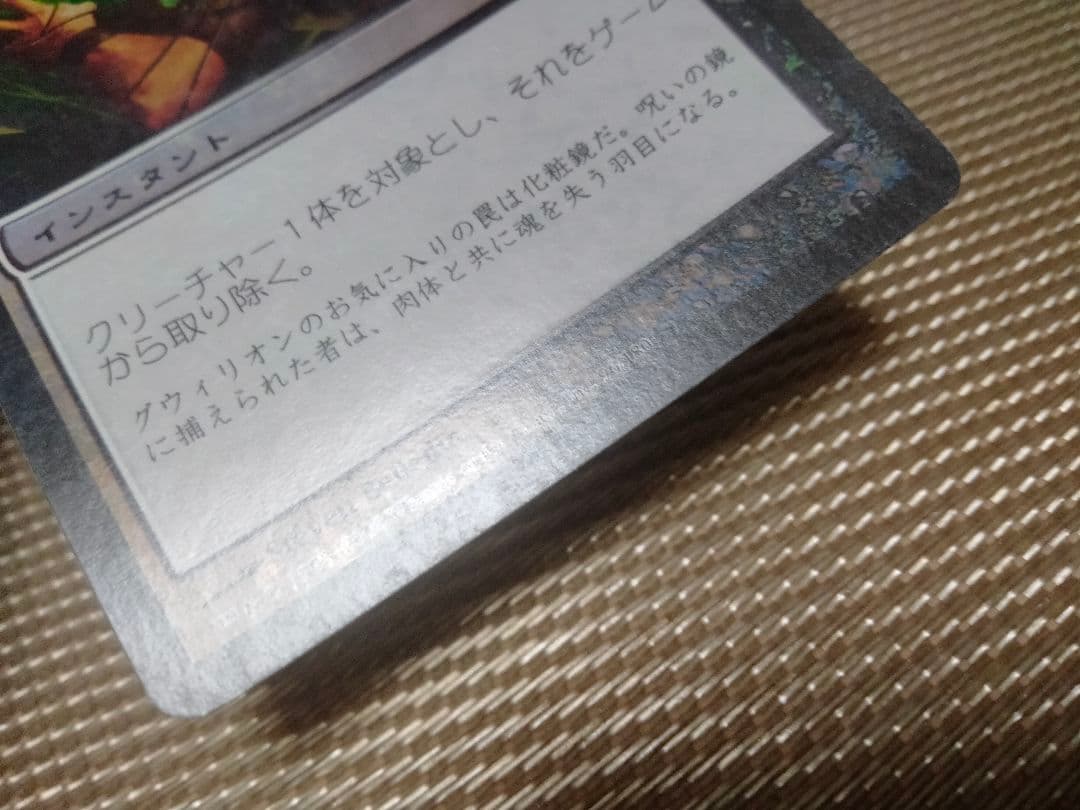 インスタント
クリーチャー１体を対象とし、それをゲーム
から取り除く。
グウィリオンのお気に入りの罠は化粧鏡だ。呪いの鏡
に捕えられた者は、肉体と共に魂を失う羽目になる。